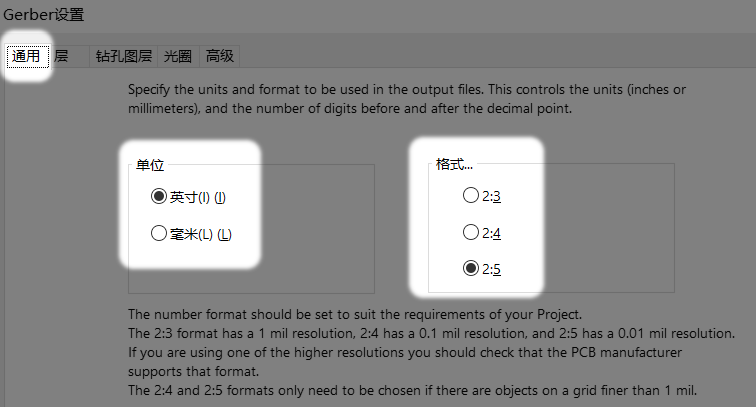 Gerber设置
通用 层 钻孔图层 光圈 高级
Specify the units and format to be used in the output files. This controls the units (inches or
millimeters), and the number of digits before and after the decimal point.
单位
英寸(I) (I)
毫米(L) (L)
格式...
2:3
2:4
2:5
The number format should be set to suit the requirements of your Project.
The 2:3 format has a 1 mil resolution, 2:4 has a 0.1 mil resolution, and 2:5 has a 0.01 mil resolution.
If you are using one of the higher resolutions you should check that the PCB manufacturer
supports that format.
The 2:4 and 2:5 formats only need to be chosen if there are objects on a grid finer than 1 mil.